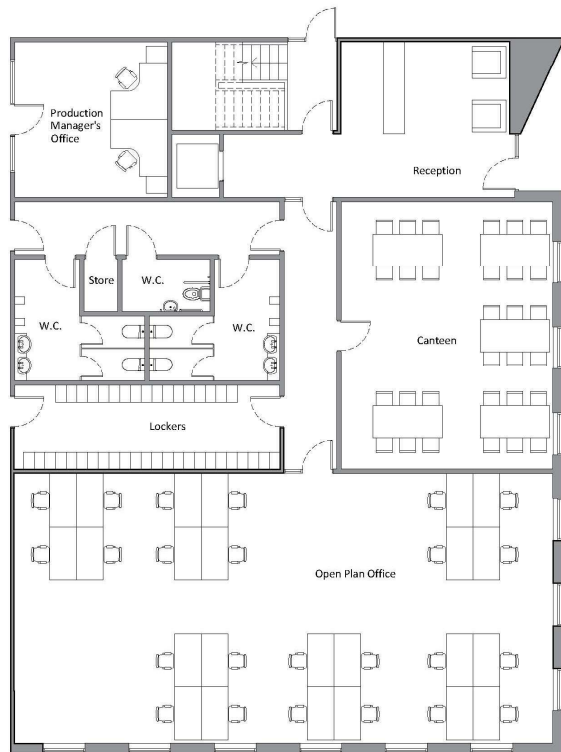 Production
Manager's
Office
Reception
Store
W.C.
W.C.
W.C.
Canteen
Lockers
Open Plan Office